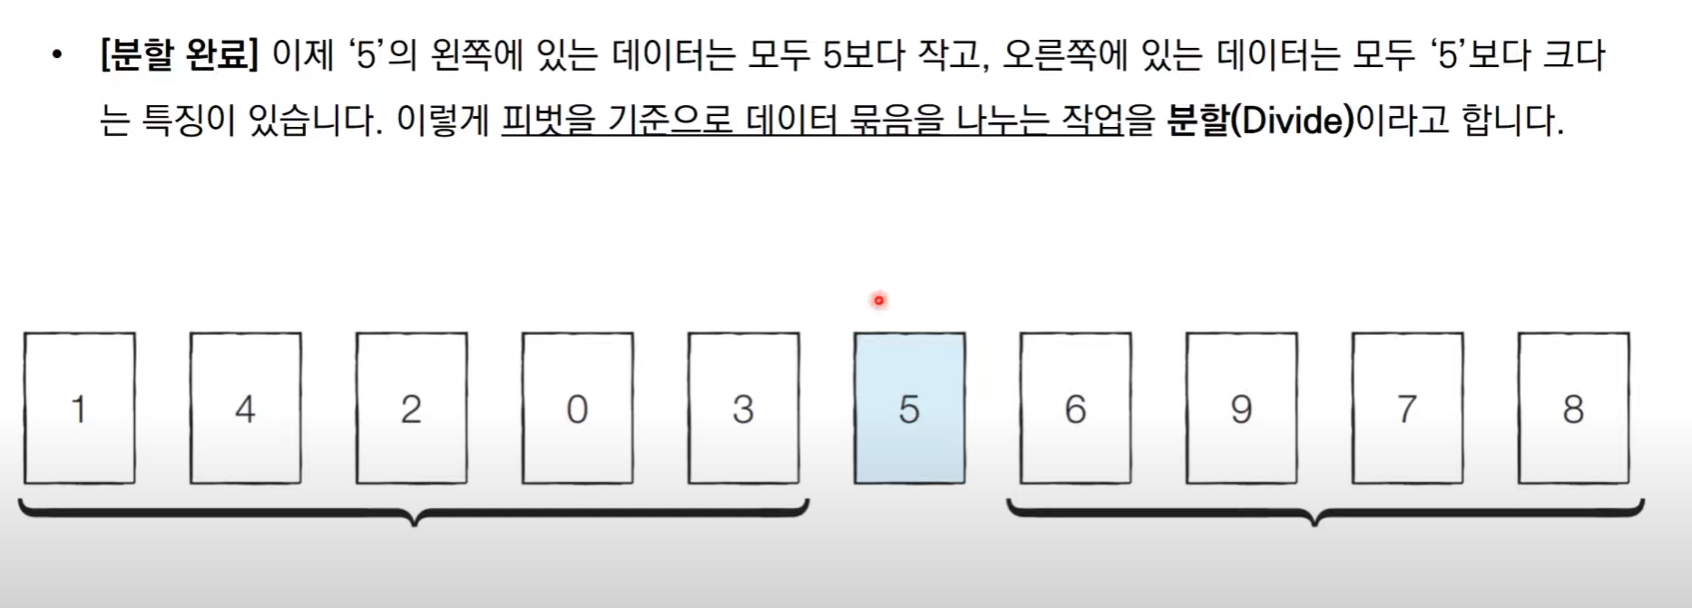 • [분할 완료] 이제 ‘5’의 왼쪽에 있는 데이터는 모두 5보다 작고, 오른쪽에 있는 데이터는 모두 ‘5’보다 크다
는 특징이 있습니다. 이렇게 피벗을 기준으로 데이터 묶음을 나누는 작업을 분할(Divide)이라고 합니다.
1 4 2 0 3 5 6 9 7 8